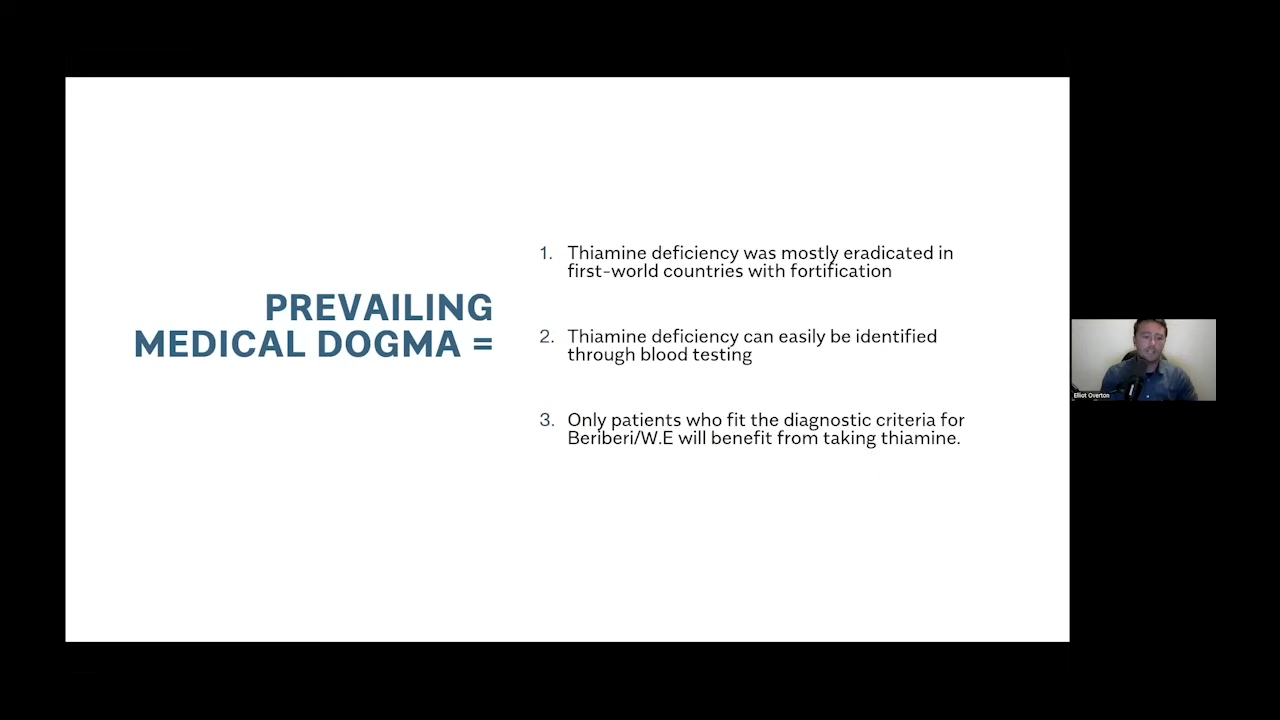 PREVAILING
MEDICAL DOGMA =
1. Thiamine deficiency was mostly eradicated in
first-world countries with fortification
2. Thiamine deficiency can easily be identified
through blood testing
3. Only patients who fit the diagnostic criteria for
Beriberi/W.E will benefit from taking thiamine.
Elliot Overton